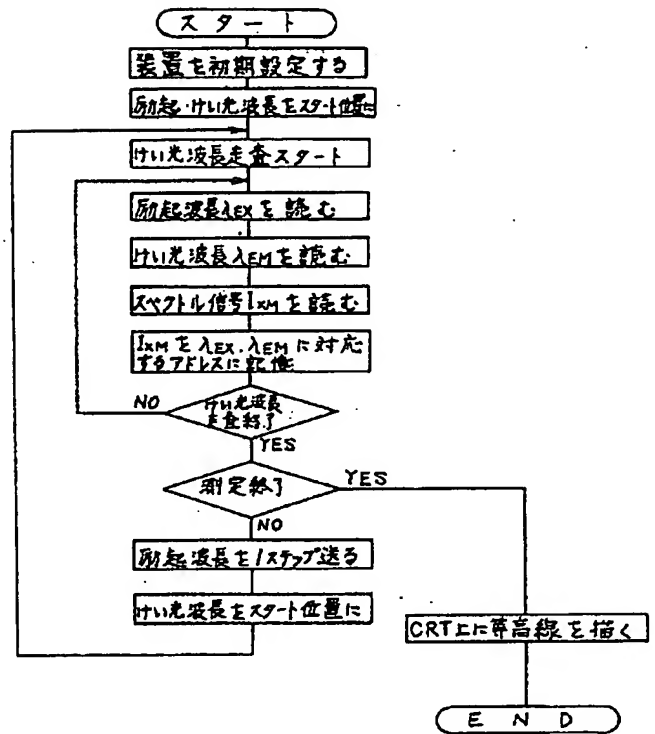 スタート
装置を初期設定する
励起・けい光波長をスタート位置に
けい光波長走査スタート
励起波長λEXを読む
けい光波長λEMを読む
スペクトル信号IXMを読む
IXMをλEX.λEMに対応
するアドレスに記憶
NO
けい光波長
走査終了
YES
測定終了
YES
NO
励起波長を1ステップ送る
けい光波長をスタート位置に
CRT上に等高線を描く
END